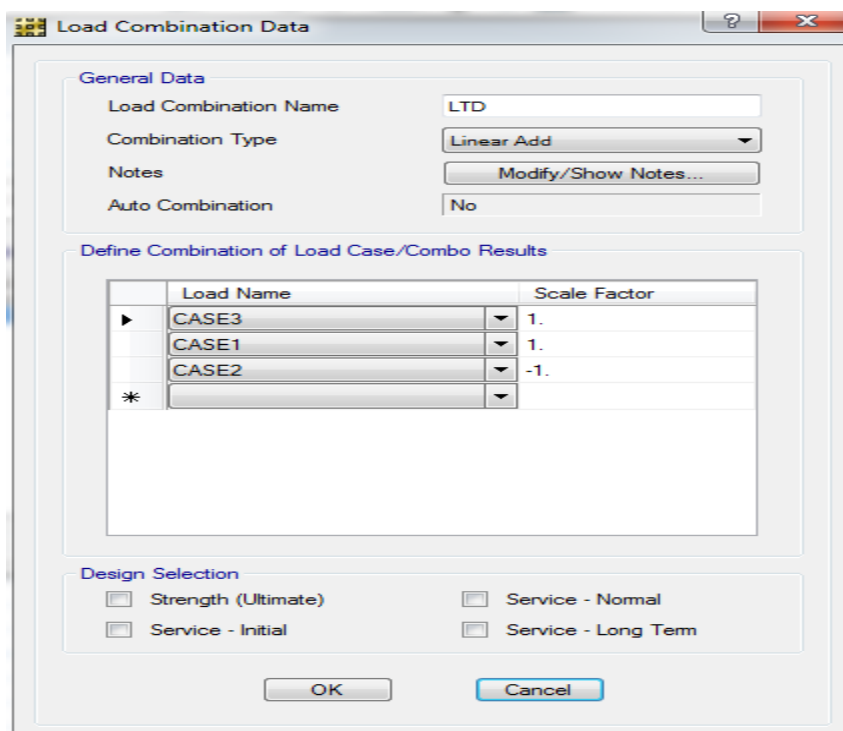 Load Combination Data
General Data
Load Combination Name LTD
Combination Type Linear Add
Notes Modify/Show Notes...
Auto Combination No
Define Combination of Load Case/Combo Results
Load Name Scale Factor
CASE3 1.
CASE1 1.
CASE2 -1.
Design Selection
Strength (Ultimate) Service - Normal
Service - Initial Service - Long Term
OK Cancel